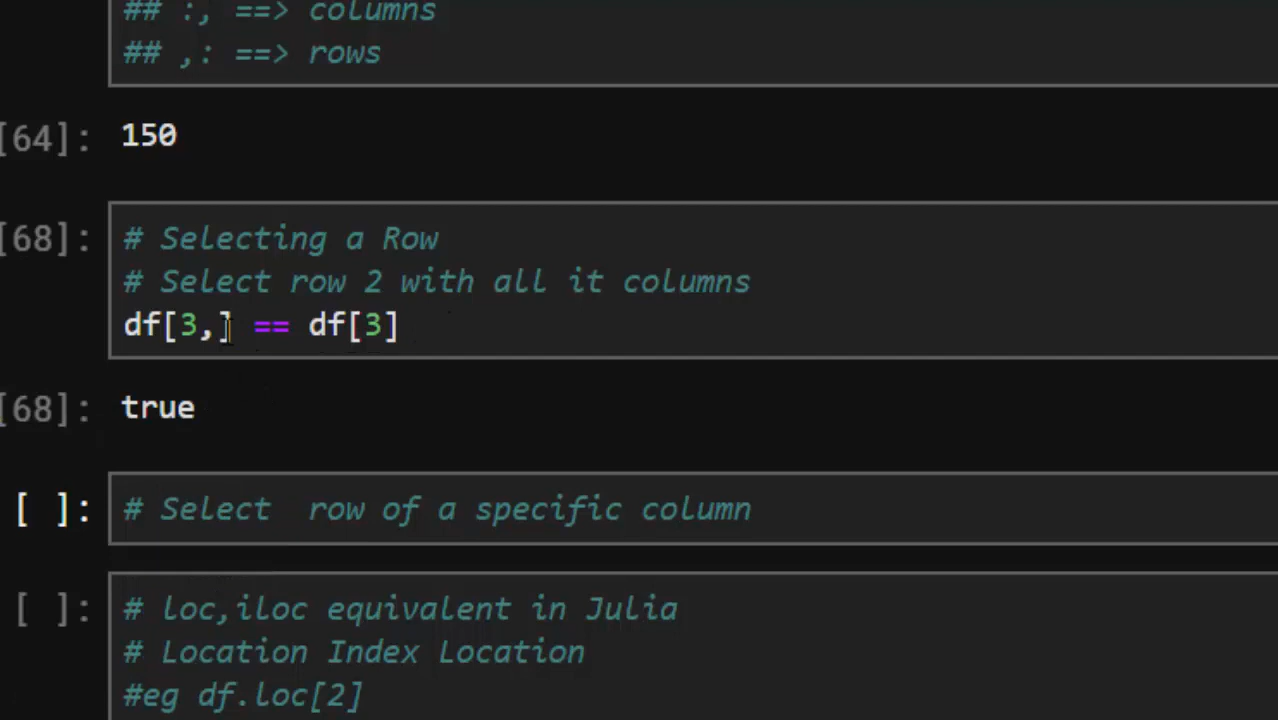 ## :, ==> columns
## ,: ==> rows
[64]: 150
[68]: # Selecting a Row
# Select row 2 with all it columns
df[3,] == df[3]
[68]: true
[ ]: # Select  row of a specific column
[ ]: # loc,iloc equivalent in Julia
# Location Index Location
#eg df.loc[2]